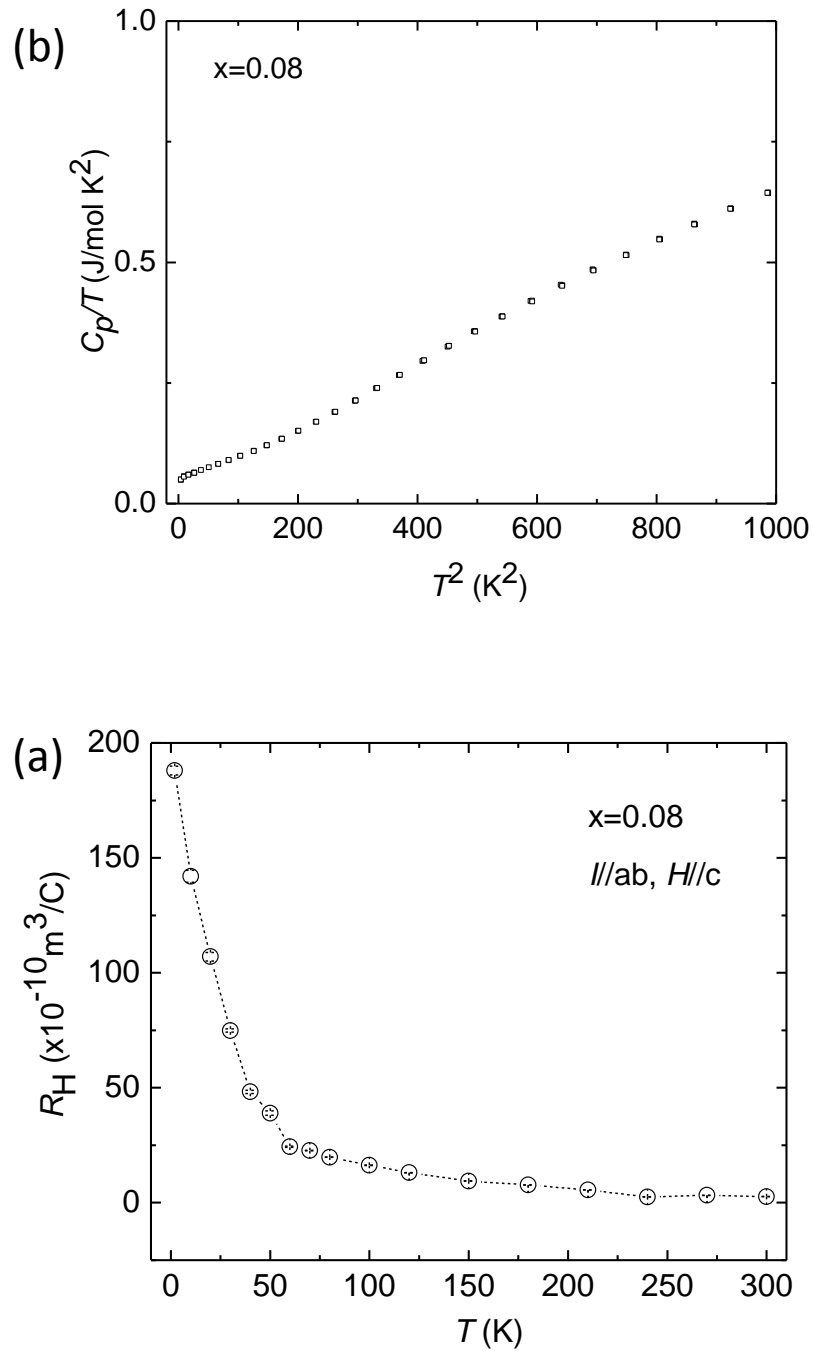 (b)
x=0.08
1.0
0.5
0.0
Cp/T (J/mol K²)
0 200 400 600 800 1000
T² (K²)
(a)
x=0.08
I//ab, H//c
200
150
100
50
0
RH (x10⁻¹⁰m³/C)
0 50 100 150 200 250 300
T (K)